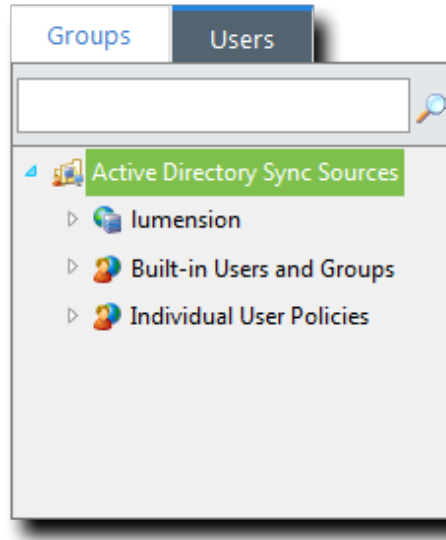 Groups
Users
Active Directory Sync Sources
lumension
Built-in Users and Groups
Individual User Policies